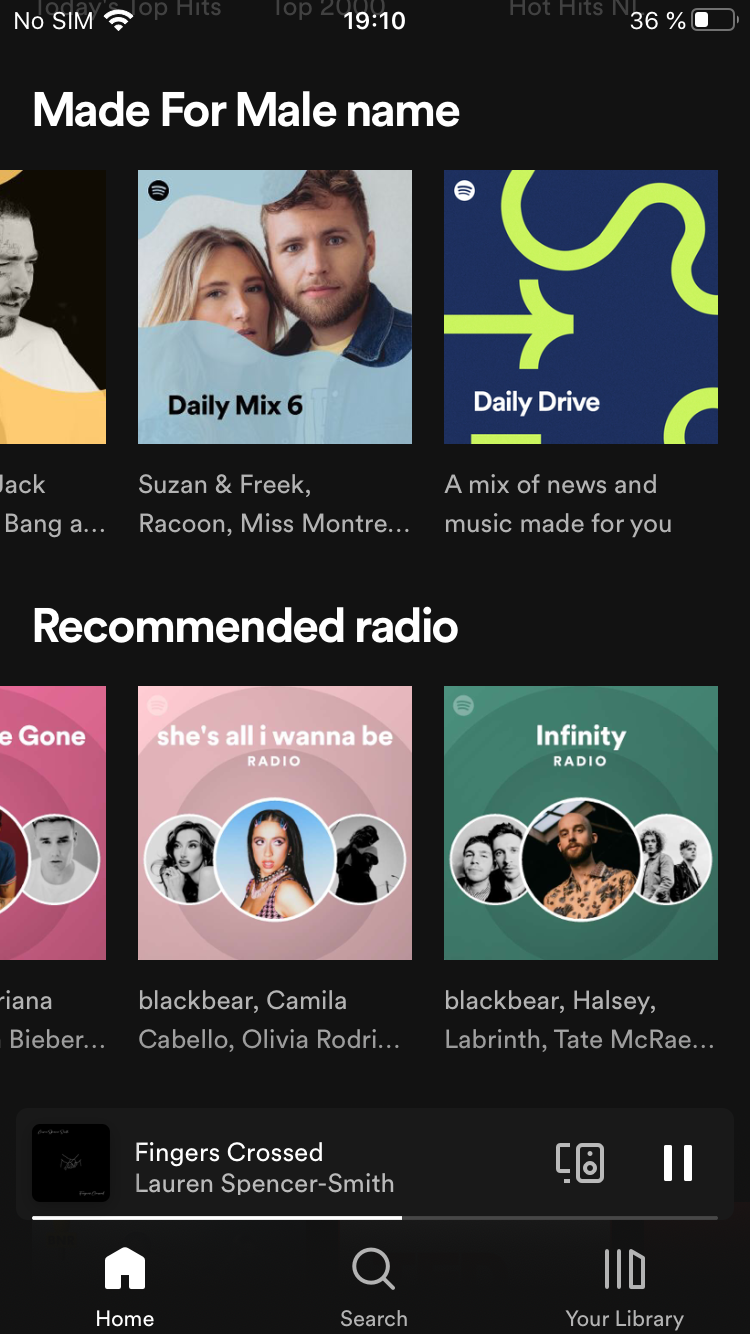 Today's Top Hits Top 2000 Hot Hits NL
No SIM 19:10 36 %
Made For Male name
Daily Mix 6
Daily Drive
Jack
Bang a...
Suzan & Freek,
Racoon, Miss Montre...
A mix of news and
music made for you
Recommended radio
e Gone
she's all i wanna be
RADIO
Infinity
RADIO
riana
Bieber...
blackbear, Camila
Cabello, Olivia Rodri...
blackbear, Halsey,
Labrinth, Tate McRae...
Fingers Crossed
Lauren Spencer-Smith
Home
Search
Your Library